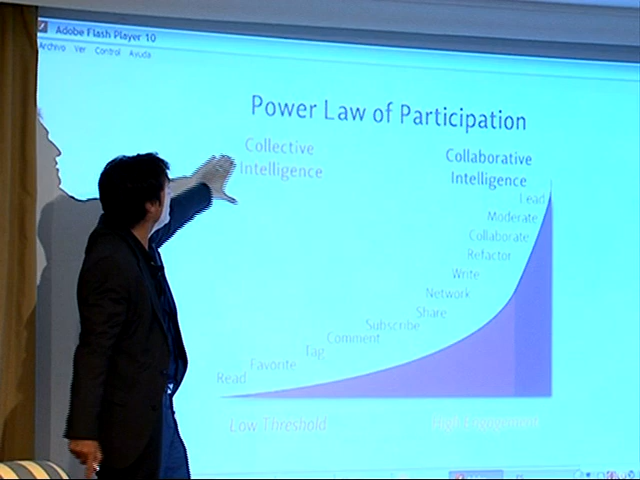 Adobe Flash Player 10
Archivo Ver Control Ayuda
Power Law of Participation
Collective
Intelligence
Collaborative
Intelligence
Lead
Moderate
Collaborate
Refactor
Write
Network
Share
Subscribe
Comment
Tag
Favorite
Read
Low Threshold
High Engagement